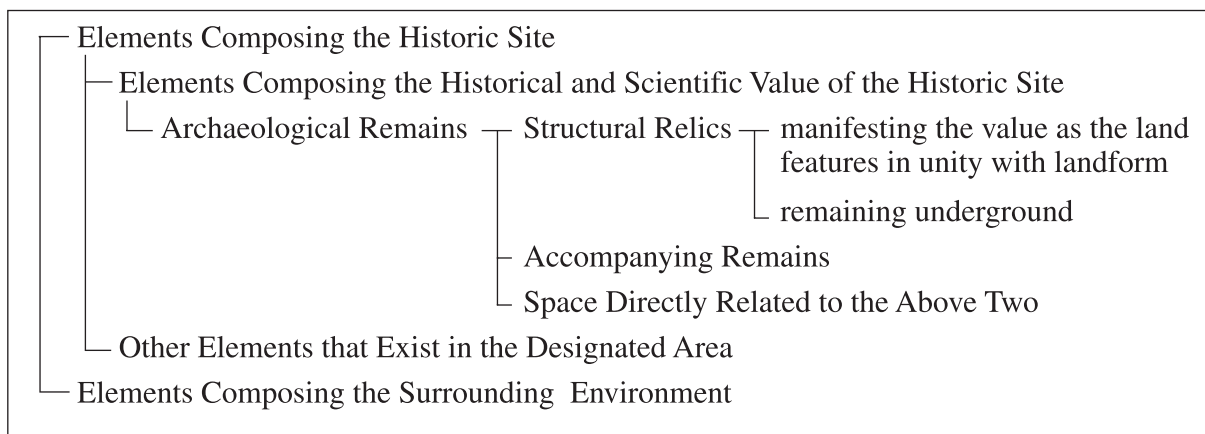 Elements Composing the Historic Site
Elements Composing the Historical and Scientific Value of the Historic Site
Archaeological Remains Structural Relics manifesting the value as the land
features in unity with landform
remaining underground
Accompanying Remains
Space Directly Related to the Above Two
Other Elements that Exist in the Designated Area
Elements Composing the Surrounding Environment